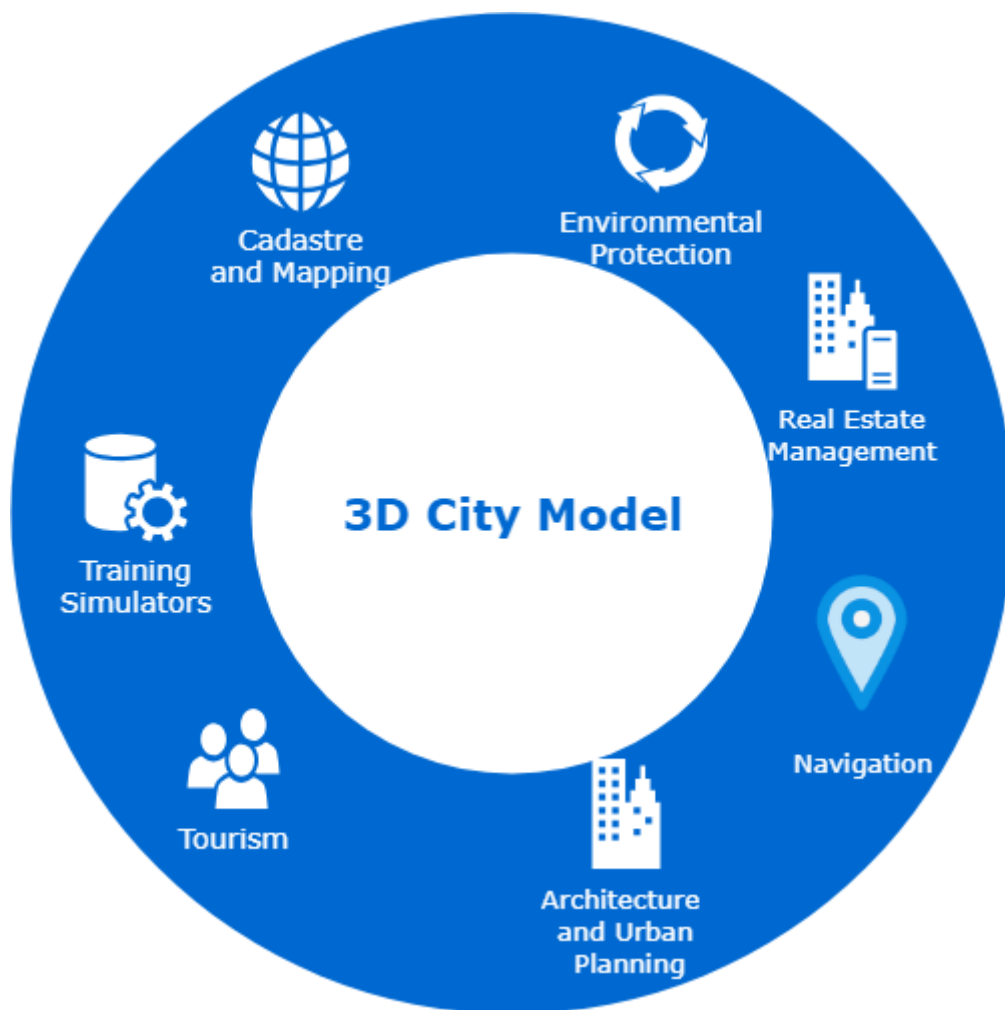 Cadastre
and Mapping
Environmental
Protection
Real Estate
Management
3D City Model
Training
Simulators
Navigation
Tourism
Architecture
and Urban
Planning